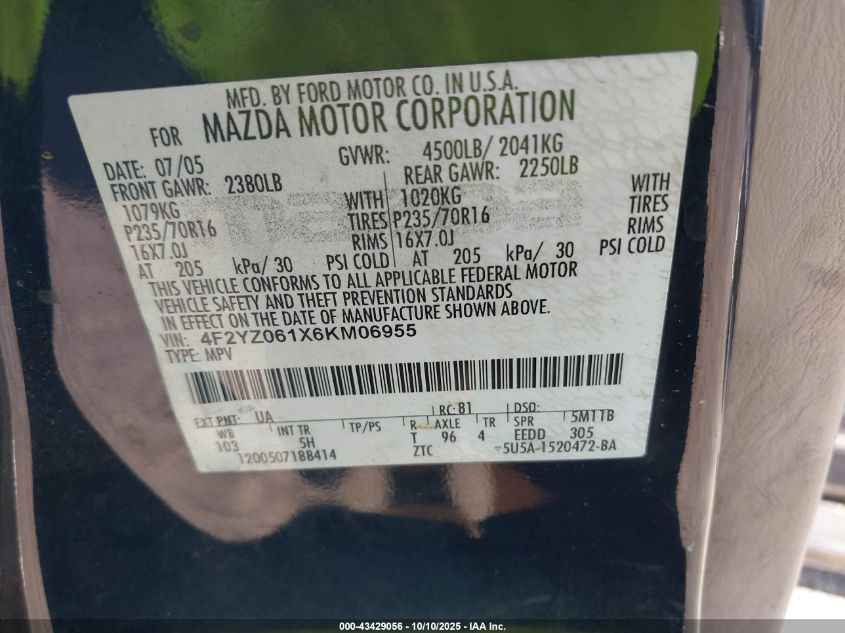 MFD. BY FORD MOTOR CO. IN U.S.A.
FOR MAZDA MOTOR CORPORATION
DATE: 07/05 GVWR: 4500LB/ 2041KG
FRONT GAWR: 2380LB REAR GAWR: 2250LB
1079KG WITH 1020KG WITH
P235/70R16 TIRES P235/70R16 TIRES
16X7.0J RIMS 16X7.0J RIMS
AT 205 kPa/ 30 PSI COLD AT 205 kPa/ 30 PSI COLD
THIS VEHICLE CONFORMS TO ALL APPLICABLE FEDERAL MOTOR
VEHICLE SAFETY AND THEFT PREVENTION STANDARDS
IN EFFECT ON THE DATE OF MANUFACTURE SHOWN ABOVE.
VIN: 4F2YZ061X6KM06955
TYPE: MPV
EXT PNT: UA RC: B1 DSO:
WB INT TR TP/PS R AXLE TR SPR 5M11B
103 5H T 96 4 EEDD 305
1200507188414 ZTC 5U5A-1520472-BA
000-43429056 - 10/10/2025 - IAA Inc.